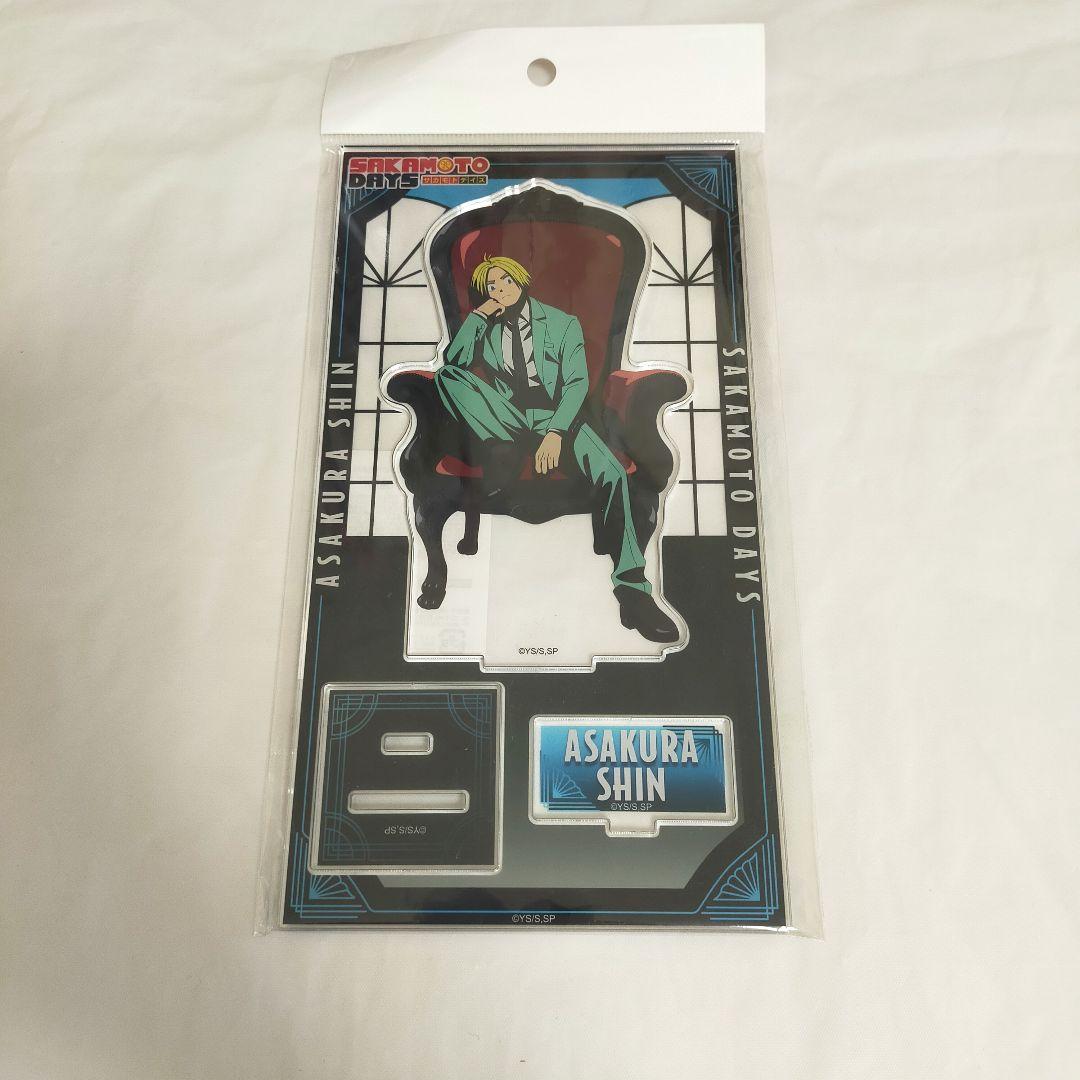 SAKAMOTO
DAYS サカモトデイズ
ASAKURA SHIN
SAKAMOTO DAYS
©YS/S,SP
©YS/S,SP
ASAKURA
SHIN
©YS/S,SP
©YS/S,SP